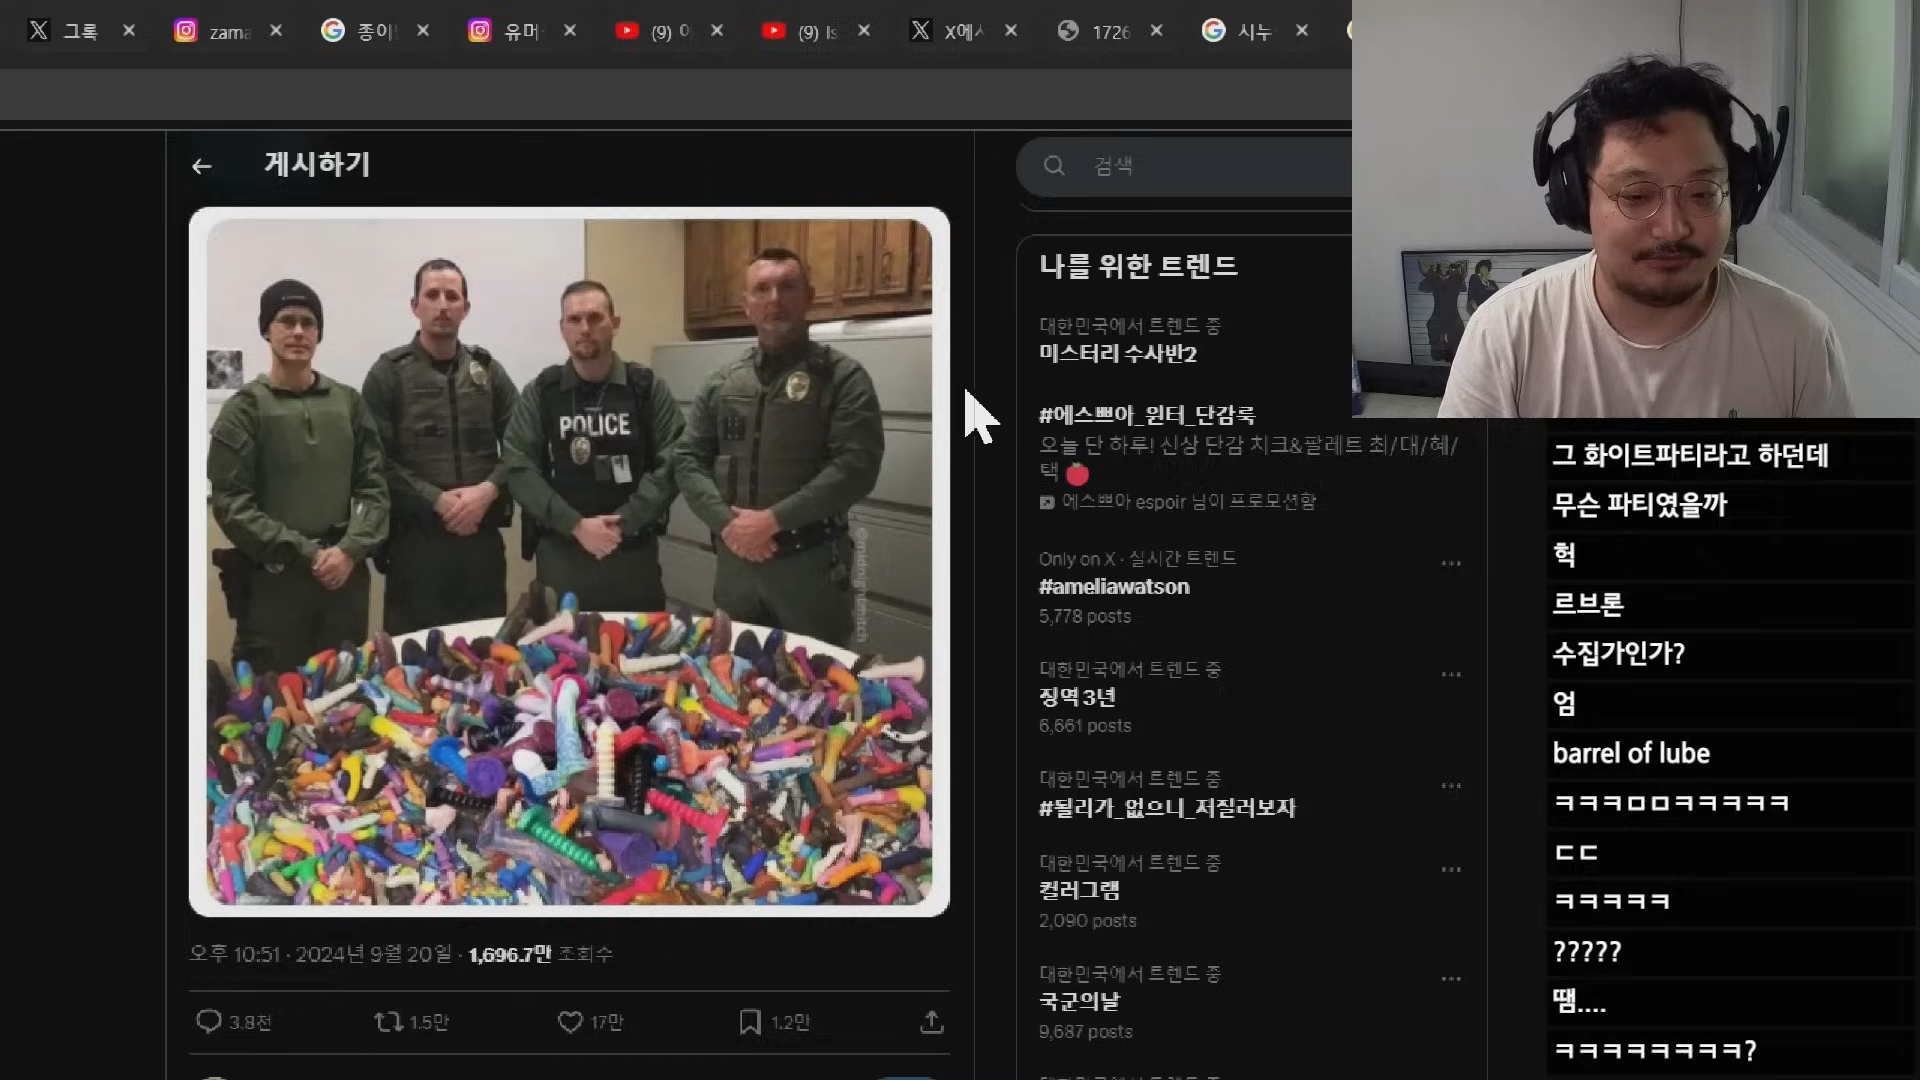 그록
zama
종이
유머
(9)
(9) Is
X에서
1726
시누
게시하기
검색
POLICE
@midnightmitch
오후 10:51 · 2024년 9월 20일 · 1,696.7만 조회수
3.8천
1.5만
17만
1.2만
나를 위한 트렌드
대한민국에서 트렌드 중
미스터리 수사반2
#에스쁘아_윈터_단감룩
오늘 단 하루! 신상 단감 치크&팔레트 최/대/혜/
택
에스쁘아 espoir 님이 프로모션함
Only on X · 실시간 트렌드
#ameliawatson
5,778 posts
대한민국에서 트렌드 중
징역 3년
6,661 posts
대한민국에서 트렌드 중
#될리가_없으니_저질러보자
대한민국에서 트렌드 중
컬러그램
2,090 posts
대한민국에서 트렌드 중
국군의날
9,687 posts
그 화이트파티라고 하던데
무슨 파티였을까
헉
르브론
수집가인가?
엄
barrel of lube
ㅋㅋㅋㅁㅁㅋㅋㅋㅋㅋ
ㄷㄷ
ㅋㅋㅋㅋㅋ
?????
땜....
ㅋㅋㅋㅋㅋㅋㅋㅋ?